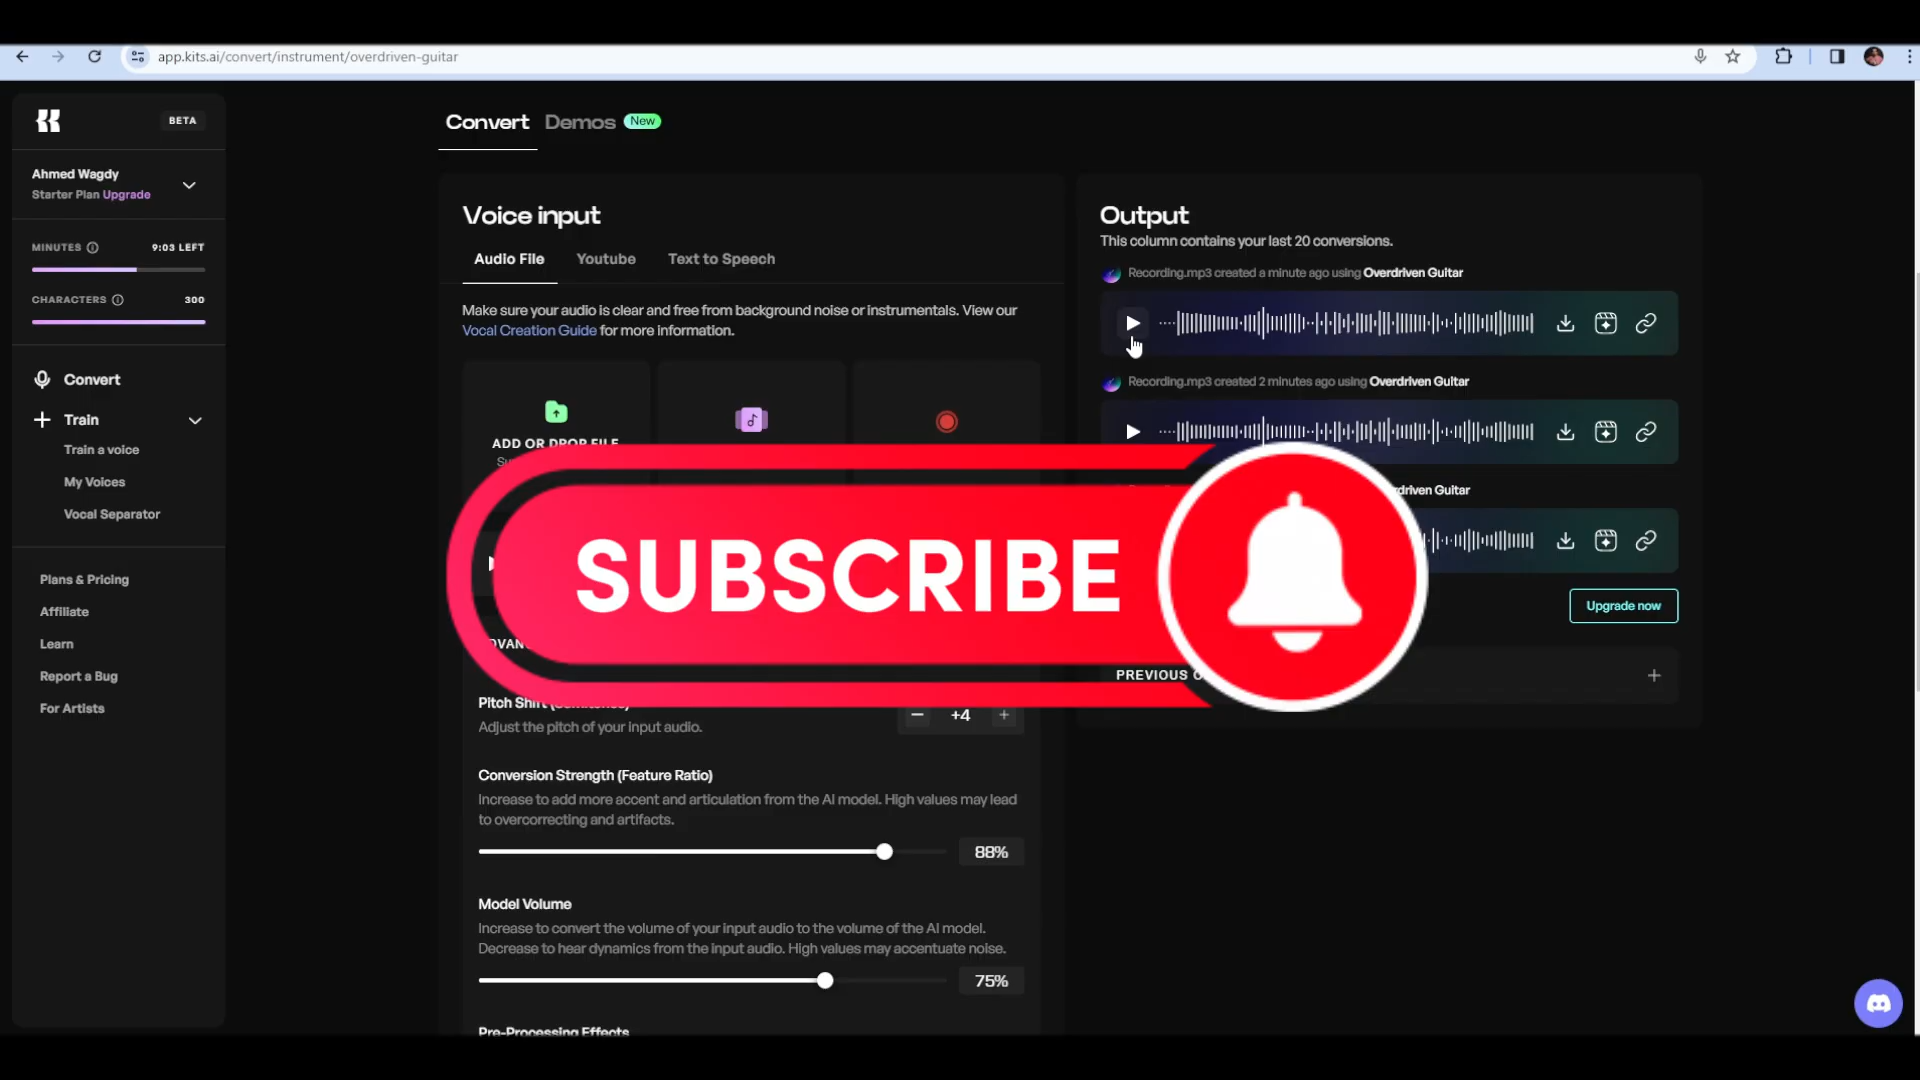 app.kits.ai/convert/instrument/overdriven-guitar
BETA
Ahmed Wagdy
Starter Plan Upgrade
MINUTES 9:03 LEFT
CHARACTERS 300
Convert
Train
Train a voice
My Voices
Vocal Separator
Plans & Pricing
Affiliate
Learn
Report a Bug
For Artists
Convert Demos New
Voice input
Audio File Youtube Text to Speech
Make sure your audio is clear and free from background noise or instrumentals. View our
Vocal Creation Guide for more information.
ADD OR DROP FILE
SUBSCRIBE
Pitch Shift (Semitones)
Adjust the pitch of your input audio.
+4
Conversion Strength (Feature Ratio)
Increase to add more accent and articulation from the AI model. High values may lead
to overcorrecting and artifacts.
88%
Model Volume
Increase to convert the volume of your input audio to the volume of the AI model.
Decrease to hear dynamics from the input audio. High values may accentuate noise.
75%
Pre-Processing Effects
Output
This column contains your last 20 conversions.
Recording.mp3 created a minute ago using Overdriven Guitar
Recording.mp3 created 2 minutes ago using Overdriven Guitar
Guitar
Upgrade now
PREVIOUS